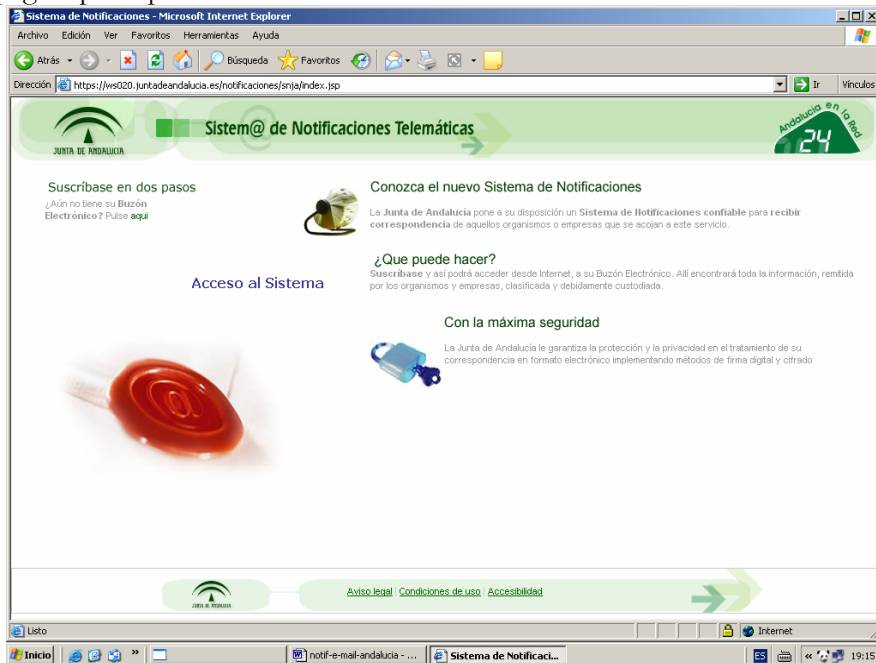 Sistema de Notificaciones - Microsoft Internet Explorer
Archivo Edición Ver Favoritos Herramientas Ayuda
Atrás Búsqueda Favoritos
Dirección https://ws020.juntadeandalucia.es/notificaciones/snja/index.jsp Ir Vínculos
JUNTA DE ANDALUCIA
Sistem@ de Notificaciones Telemáticas
Andalucía en la Red
24
Suscríbase en dos pasos
¿Aún no tiene su Buzón
Electrónico? Pulse aquí
Acceso al Sistema
Conozca el nuevo Sistema de Notificaciones
La Junta de Andalucía pone a su disposición un Sistema de Notificaciones confiable para recibir
correspondencia de aquellos organismos o empresas que se acojan a este servicio.
¿Que puede hacer?
Suscríbase y así podrá acceder desde Internet, a su Buzón Electrónico. Allí encontrará toda la información, remitida
por los organismos y empresas, clasificada y debidamente custodiada.
Con la máxima seguridad
La Junta de Andalucía le garantiza la protección y la privacidad en el tratamiento de su
correspondencia en formato electrónico implementando métodos de firma digital y cifrado
JUNTA DE ANDALUCIA
Aviso legal | Condiciones de uso | Accesibilidad
Listo Internet
Inicio » notif-e-mail-andalucia - ... Sistema de Notificaci... ES « 19:15